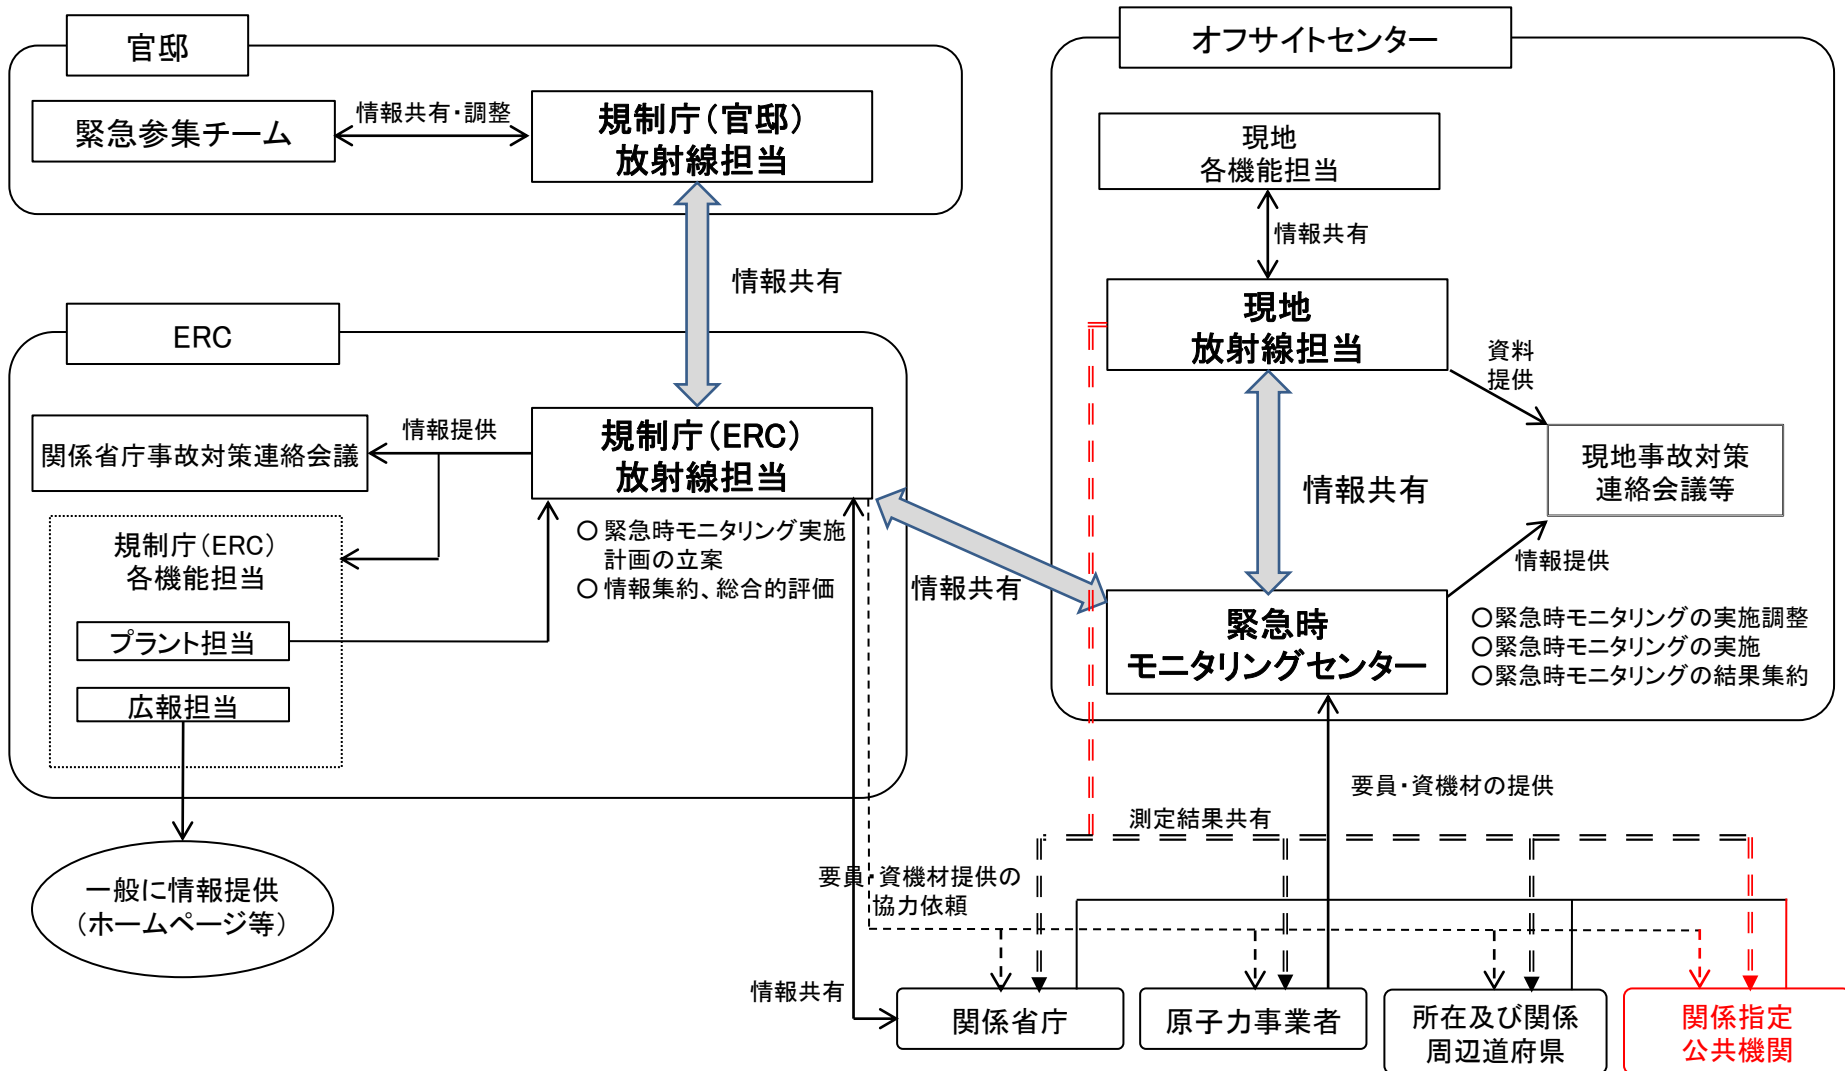 官邸
緊急参集チーム
情報共有・調整
規制庁（官邸）
放射線担当
情報共有
ERC
関係省庁事故対策連絡会議
情報提供
規制庁（ERC）
放射線担当
○ 緊急時モニタリング実施
計画の立案
○ 情報集約、総合的評価
規制庁（ERC）
各機能担当
プラント担当
広報担当
一般に情報提供
（ホームページ等）
情報共有
オフサイトセンター
現地
各機能担当
情報共有
現地
放射線担当
資料
提供
情報共有
現地事故対策
連絡会議等
情報提供
緊急時
モニタリングセンター
○緊急時モニタリングの実施調整
○緊急時モニタリングの実施
○緊急時モニタリングの結果集約
要員・資機材の提供
測定結果共有
要員・資機材提供の
協力依頼
情報共有
関係省庁
原子力事業者
所在及び関係
周辺道府県
関係指定
公共機関